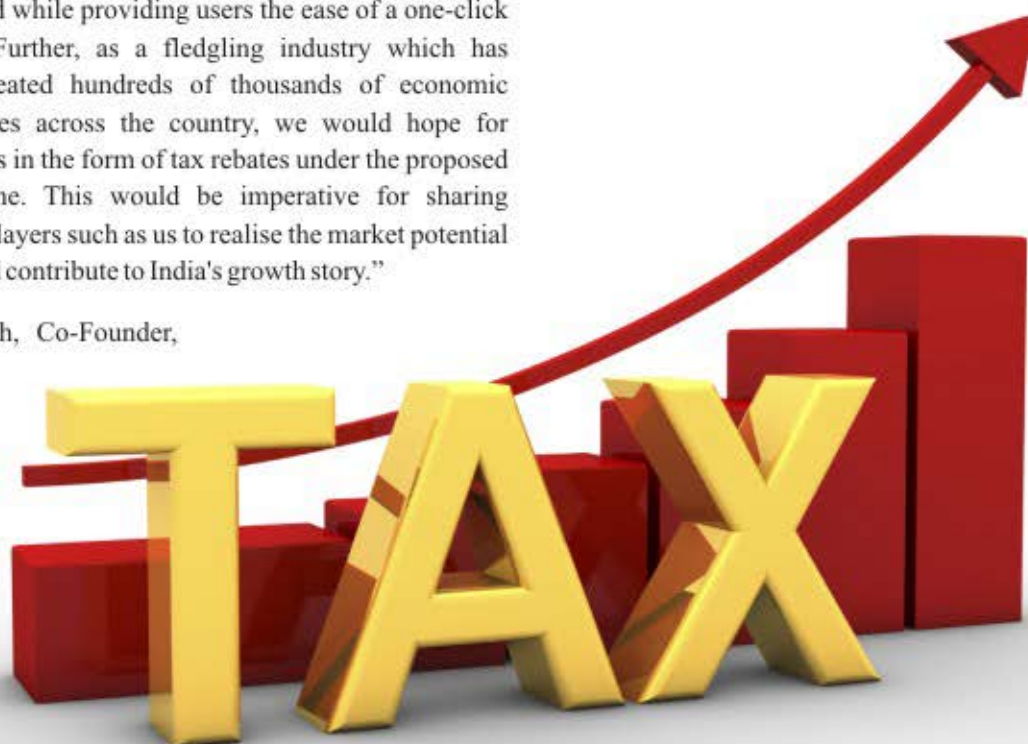 d while providing users the ease of a one-click
Further, as a fledgling industry which has
eated hundreds of thousands of economic
es across the country, we would hope for
s in the form of tax rebates under the proposed
ne. This would be imperative for sharing
layers such as us to realise the market potential
d contribute to India's growth story.”
h, Co-Founder,
TAX